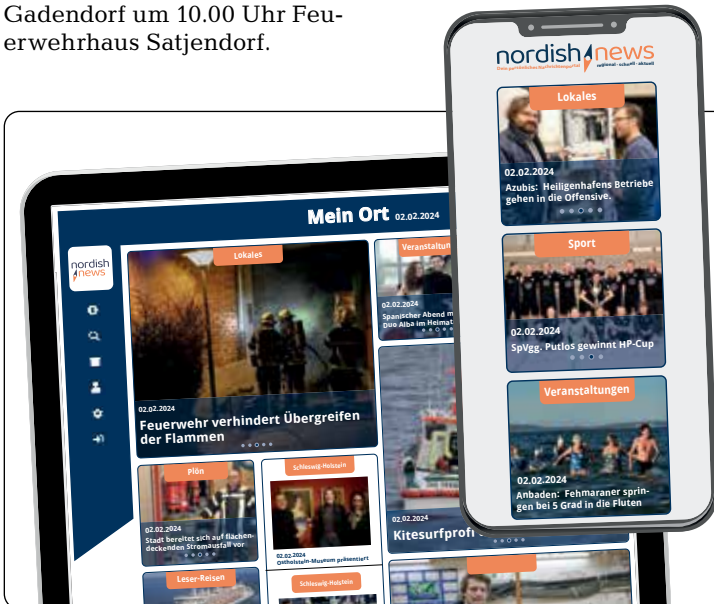 Gadendorf um 10.00 Uhr Feu-
erwehrhaus Satjendorf.
Mein Ort 02.02.2024
nordish
news
Lokales
02.02.2024
Feuerwehr verhindert Übergreifen
der Flammen
Veranstaltun
02.02.2024
Spanischer Abend m
Duo Alba im Heimat
Plön
02.02.2024
Stadt bereitet sich auf flächen-
deckenden Stromausfall vor
Schleswig-Holstein
02.02.2024
Ostholstein-Museum präsentiert
02.02.2024
Kitesurfprofi
Leser-Reisen
Schleswig-Holstein
nordish news
regional · schnell · aktuell
Lokales
02.02.2024
Azubis: Heiligenhafens Betriebe
gehen in die Offensive.
Sport
02.02.2024
SpVgg. Putlos gewinnt HP-Cup
Veranstaltungen
02.02.2024
Anbaden: Fehmaraner sprin-
gen bei 5 Grad in die Fluten